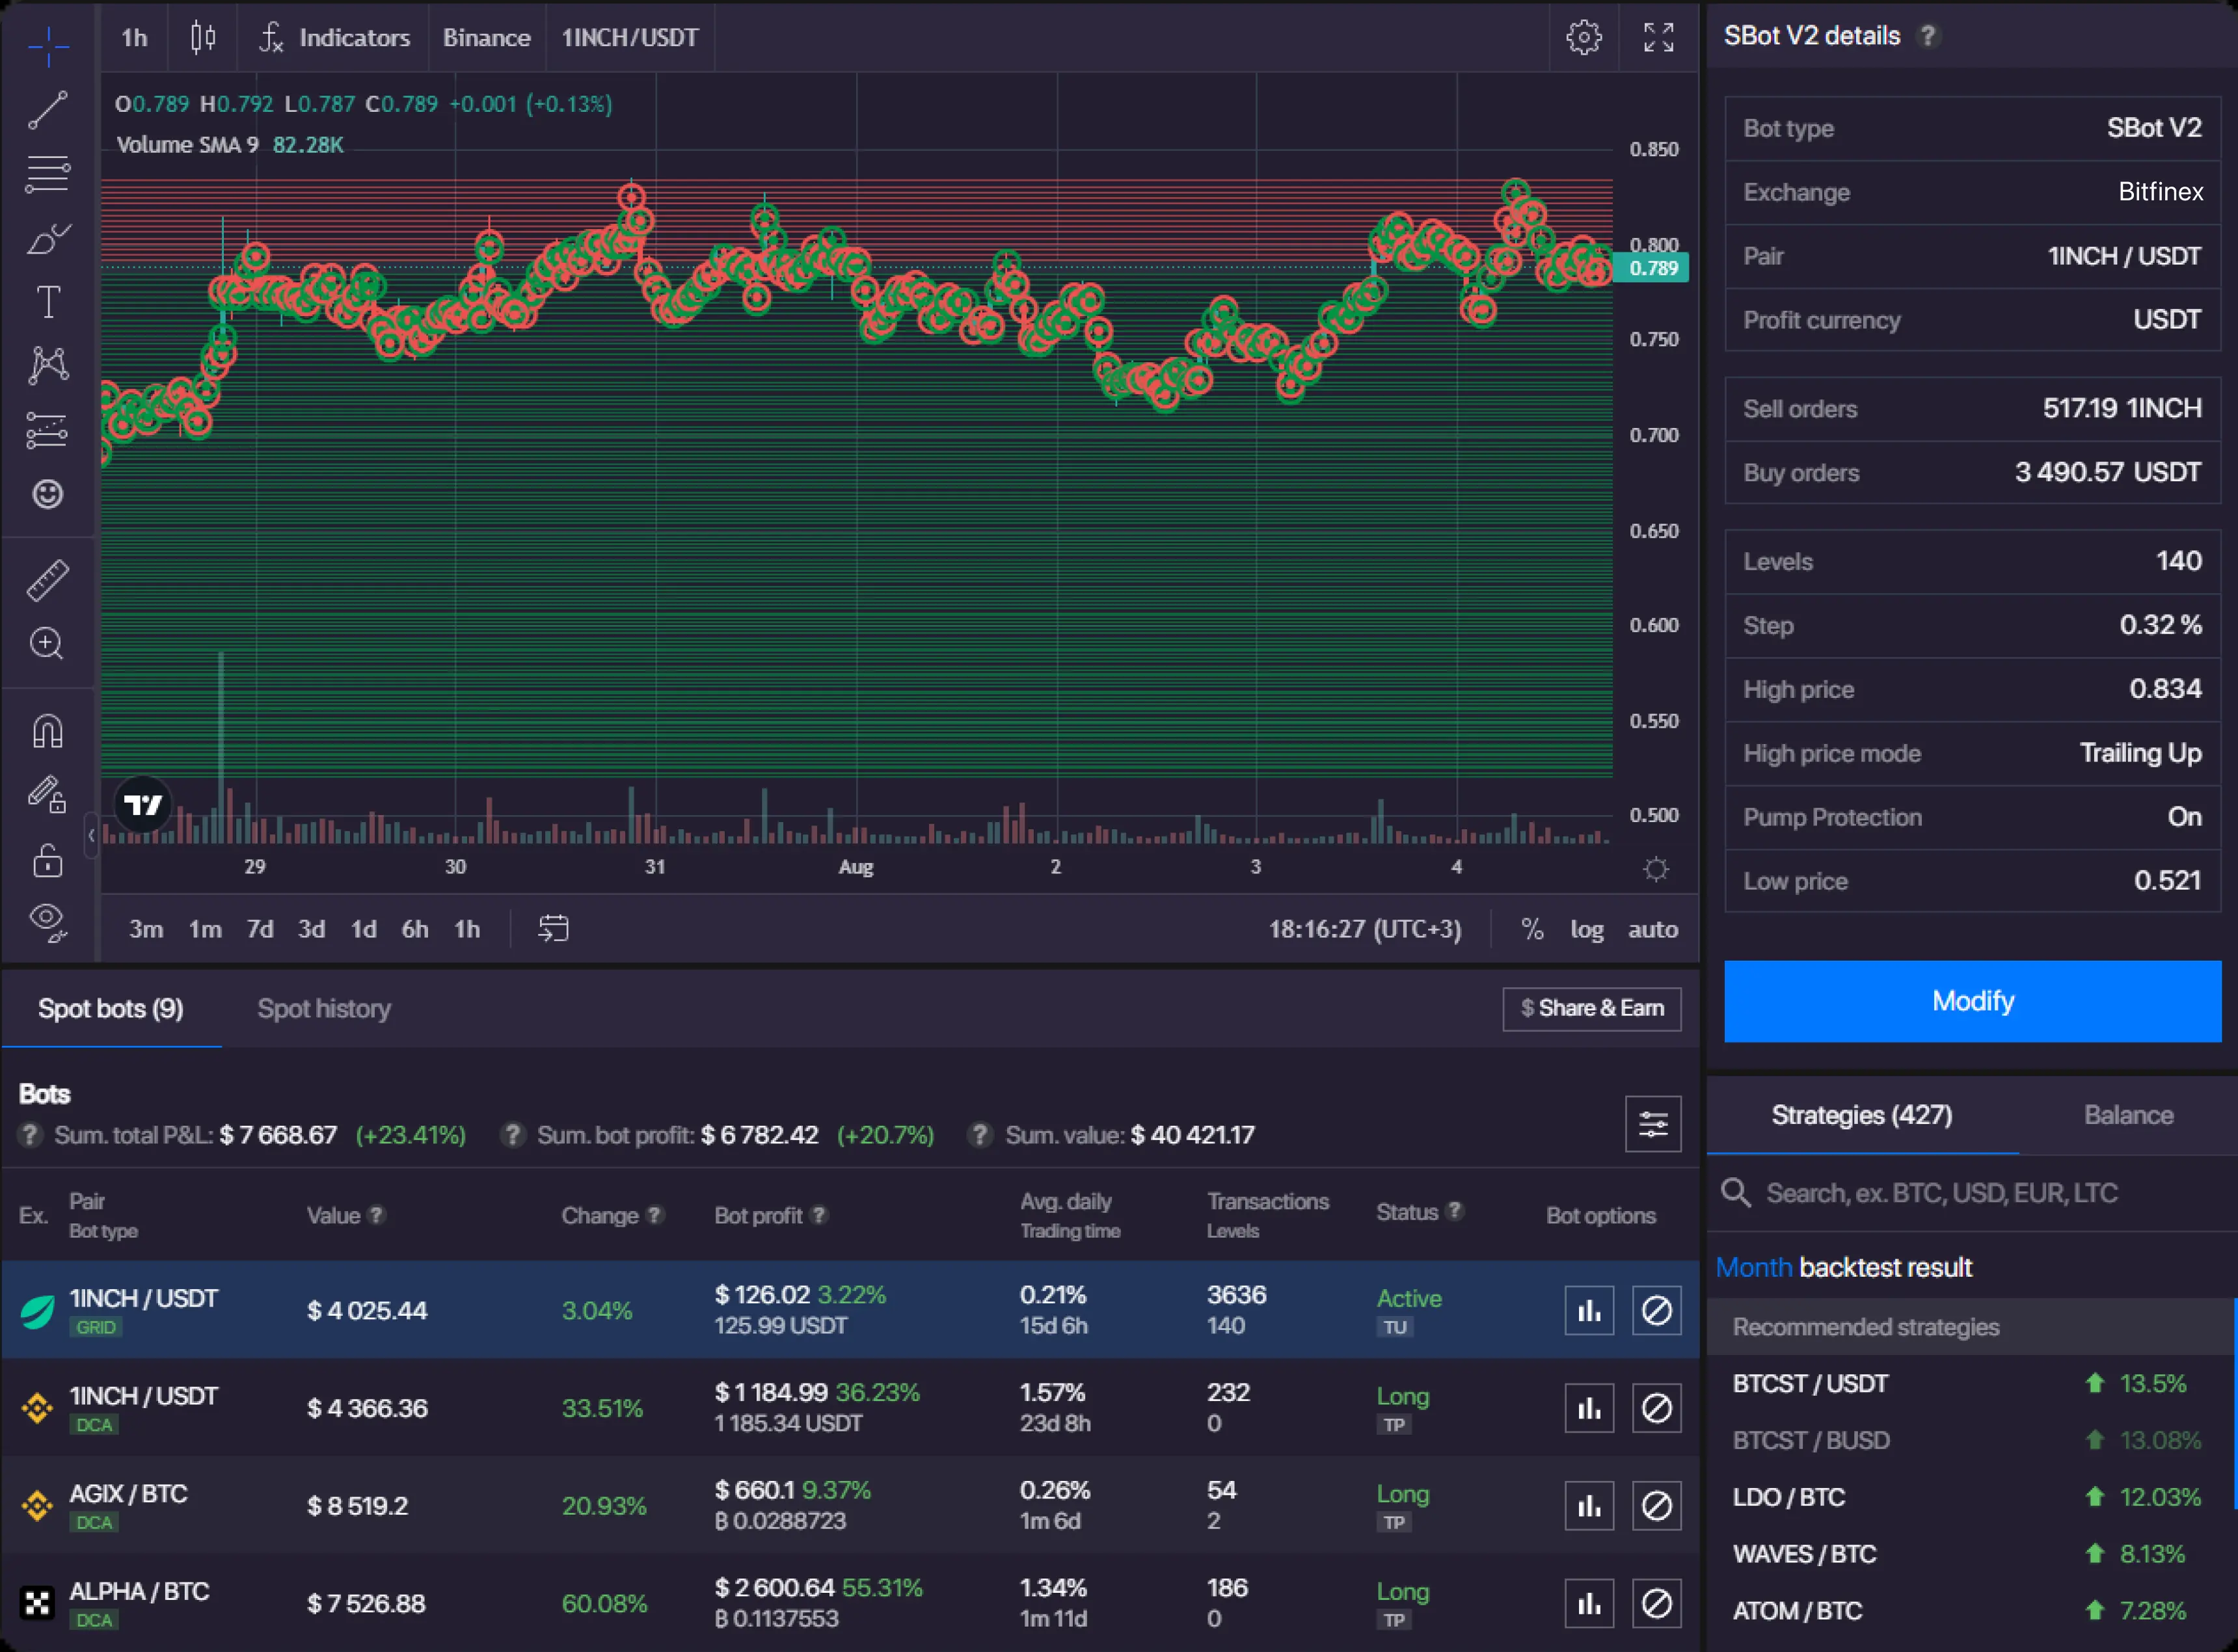 1h
Indicators
Binance
1INCH/USDT
O0.789 H0.792 L0.787 C0.789 +0.001 (+0.13%)
Volume SMA 9 82.28K
0.850
0.800
0.789
0.750
0.700
0.650
0.600
0.550
0.500
29 30 31 Aug 2 3 4
3m 1m 7d 3d 1d 6h 1h
18:16:27 (UTC+3)
% log auto
SBot V2 details ?
Bot type SBot V2
Exchange Bitfinex
Pair 1INCH / USDT
Profit currency USDT
Sell orders 517.19 1INCH
Buy orders 3 490.57 USDT
Levels 140
Step 0.32 %
High price 0.834
High price mode Trailing Up
Pump Protection On
Low price 0.521
Modify
Spot bots (9) Spot history
$ Share & Earn
Bots
? Sum. total P&L: $ 7 668.67 (+23.41%) ? Sum. bot profit: $ 6 782.42 (+20.7%) ? Sum. value: $ 40 421.17
Ex.
Pair
Bot type
Value ?
Change ?
Bot profit ?
Avg. daily
Trading time
Transactions
Levels
Status ?
Bot options
1INCH / USDT
GRID
$ 4 025.44
3.04%
$ 126.02 3.22%
125.99 USDT
0.21%
15d 6h
3636
140
Active
TU
1INCH / USDT
DCA
$ 4 366.36
33.51%
$ 1 184.99 36.23%
1 185.34 USDT
1.57%
23d 8h
232
0
Long
TP
AGIX / BTC
DCA
$ 8 519.2
20.93%
$ 660.1 9.37%
₿ 0.0288723
0.26%
1m 6d
54
2
Long
TP
ALPHA / BTC
DCA
$ 7 526.88
60.08%
$ 2 600.64 55.31%
₿ 0.1137553
1.34%
1m 11d
186
0
Long
TP
Strategies (427) Balance
Search, ex. BTC, USD, EUR, LTC
Month backtest result
Recommended strategies
BTCST / USDT 13.5%
BTCST / BUSD 13.08%
LDO / BTC 12.03%
WAVES / BTC 8.13%
ATOM / BTC 7.28%